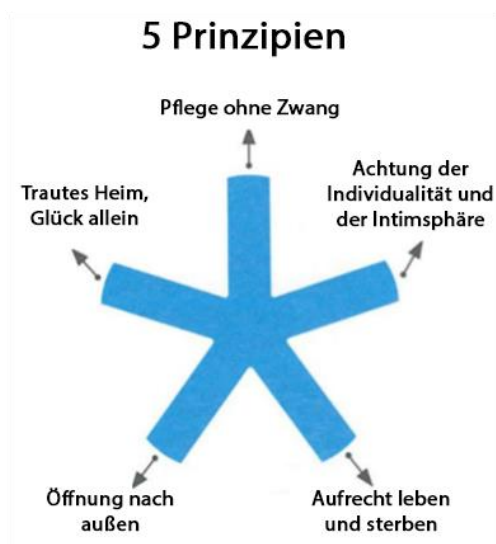 5 Prinzipien
Pflege ohne Zwang
Achtung der
Individualität und
der Intimsphäre
Trautes Heim,
Glück allein
Öffnung nach
außen
Aufrecht leben
und sterben